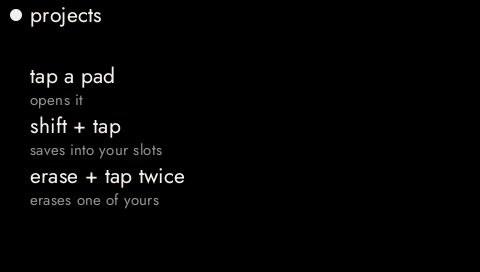 projects
tap a pad
opens it
shift + tap
saves into your slots
erase + tap twice
erases one of yours